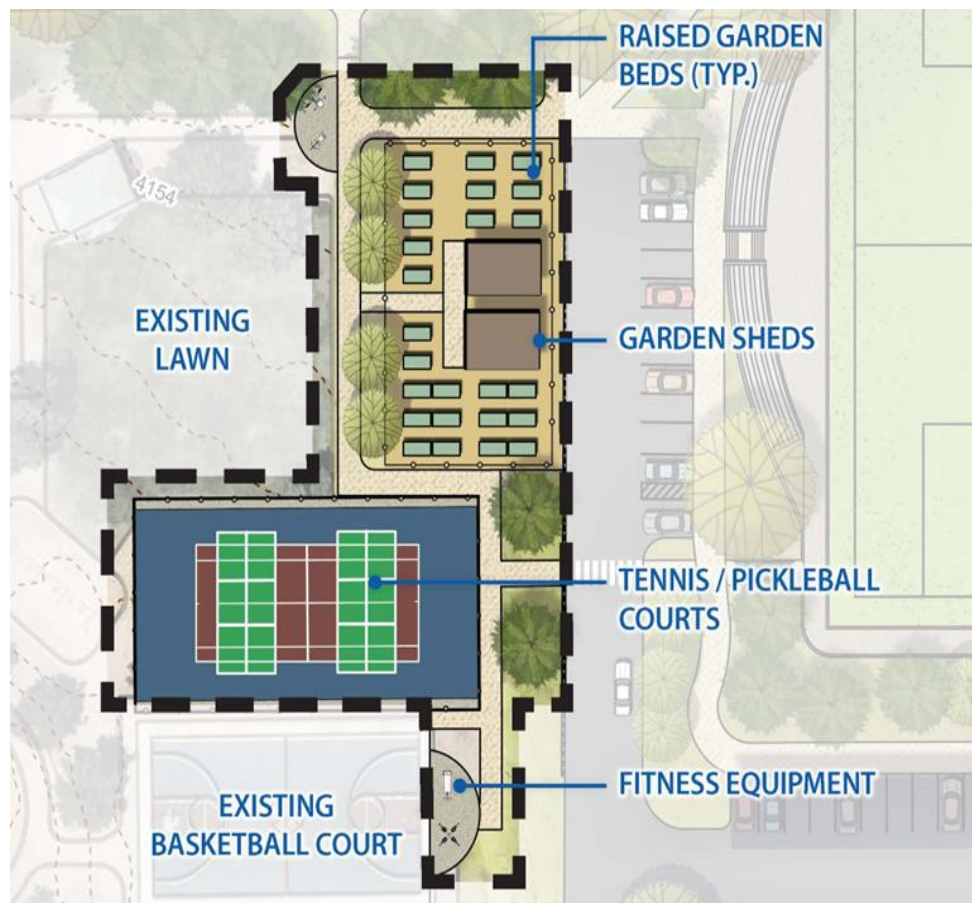 RAISED GARDEN
BEDS (TYP.)
4154
EXISTING
LAWN
GARDEN SHEDS
TENNIS / PICKLEBALL
COURTS
FITNESS EQUIPMENT
EXISTING
BASKETBALL COURT